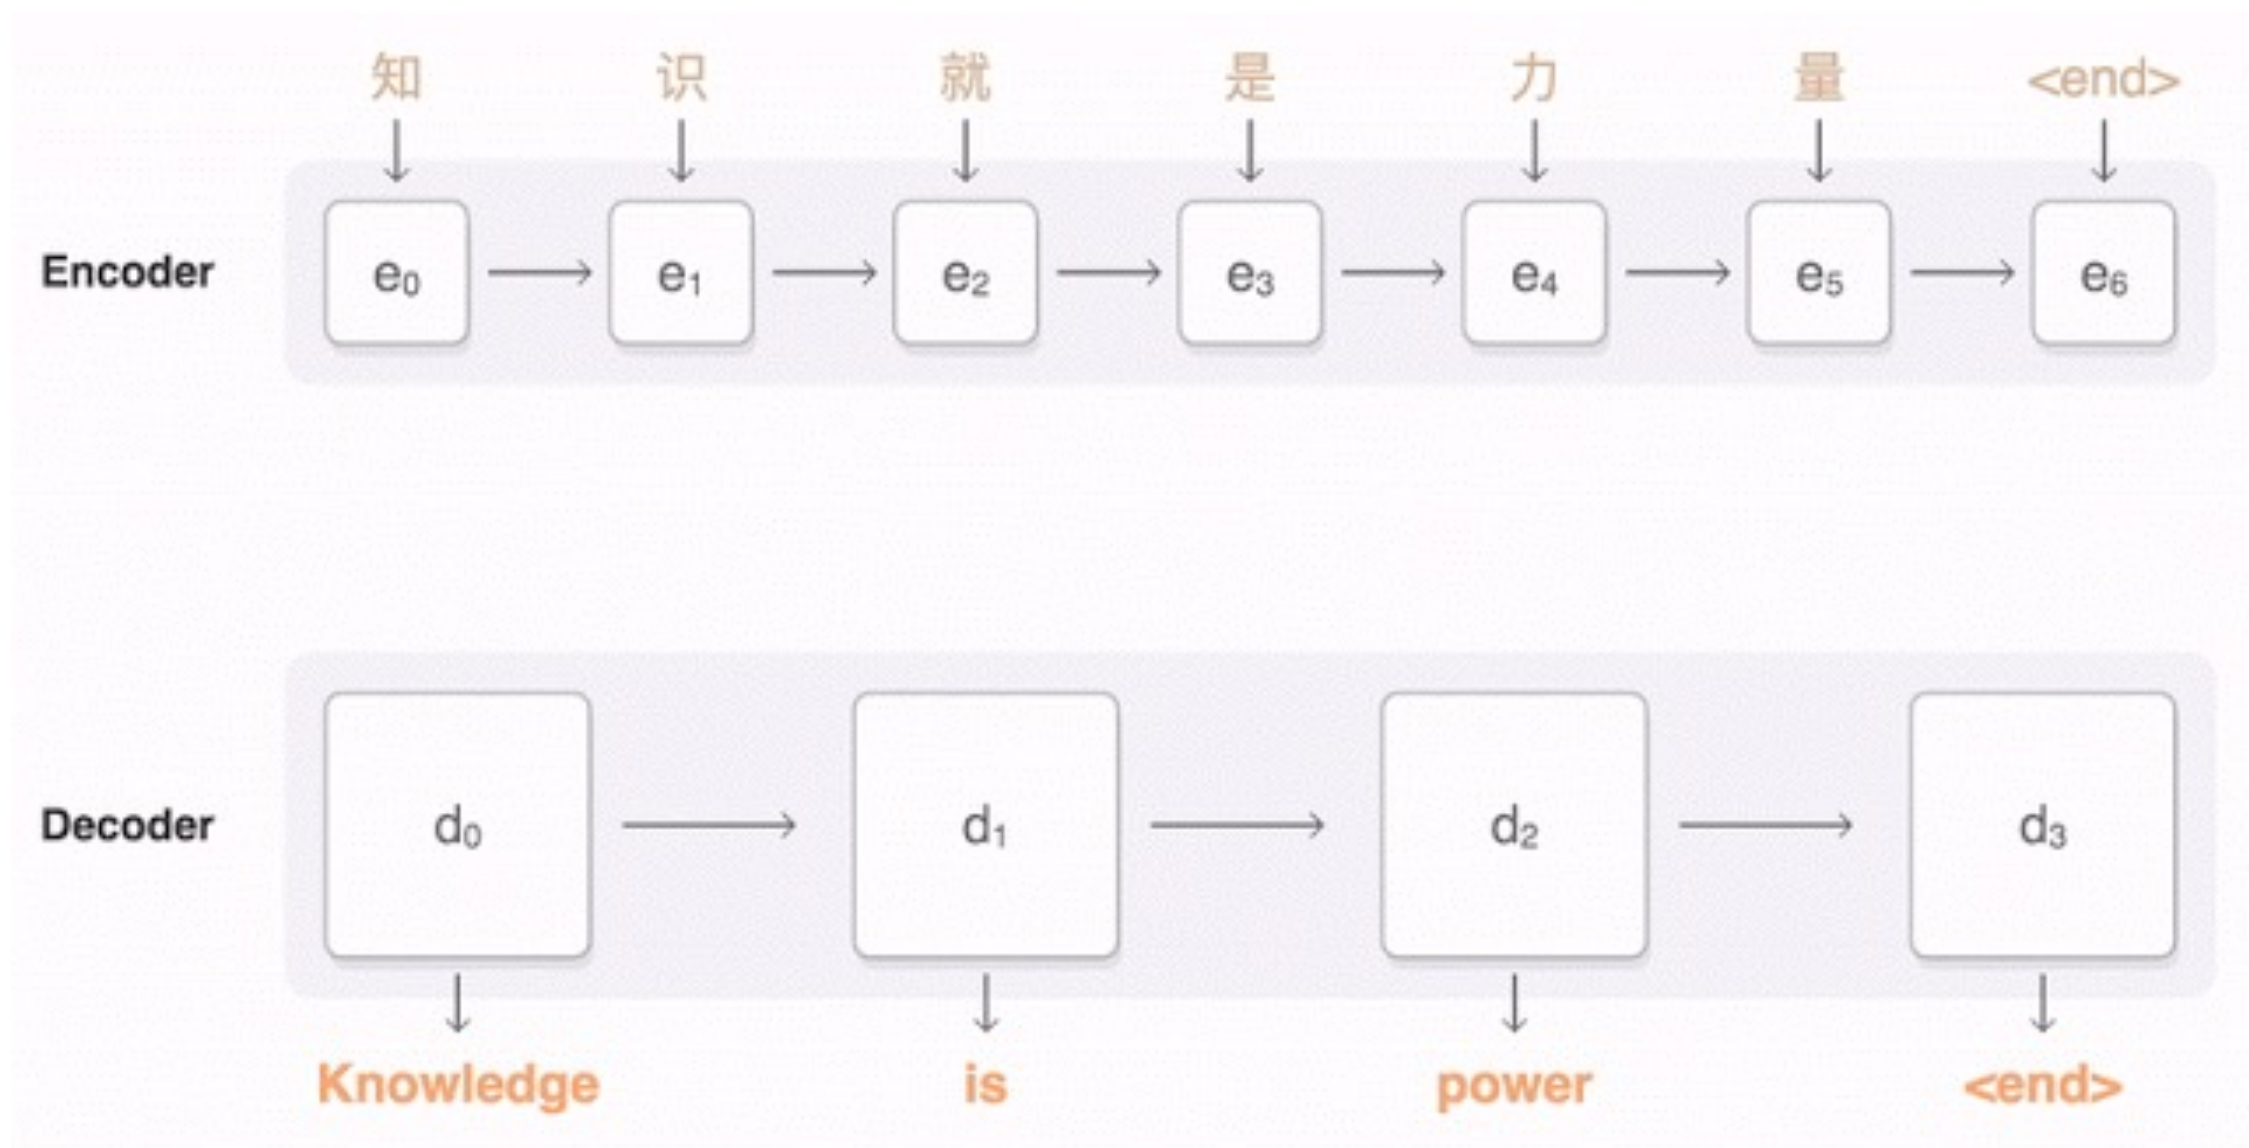 知 识 就 是 力 量 <end>
Encoder e₀ e₁ e₂ e₃ e₄ e₅ e₆
Decoder d₀ d₁ d₂ d₃
Knowledge is power <end>